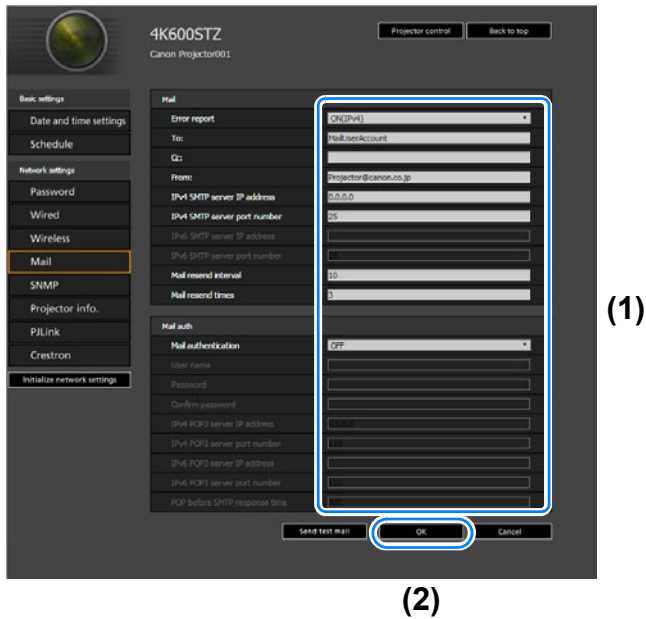 4K600STZ
Projector control
Back to top
Canon Projector001
Basic settings
Date and time settings
Schedule
Network settings
Password
Wired
Wireless
Mail
SNMP
Projector info.
PJLink
Crestron
Initialize network settings
Mail
Error report ON(IPv4)
To: MailUserAccount
Cc:
From: Projector@canon.co.jp
IPv4 SMTP server IP address 0.0.0.0
IPv4 SMTP server port number 25
IPv6 SMTP server IP address
IPv6 SMTP server port number
Mail resend interval 10
Mail resend times 3
Mail auth
Mail authentication OFF
User name
Password
Confirm password
IPv4 POP3 server IP address 0.0.0.0
IPv4 POP3 server port number 110
IPv6 POP3 server IP address
IPv6 POP3 server port number
POP before SMTP response time
Send test mail
OK
Cancel
(1)
(2)